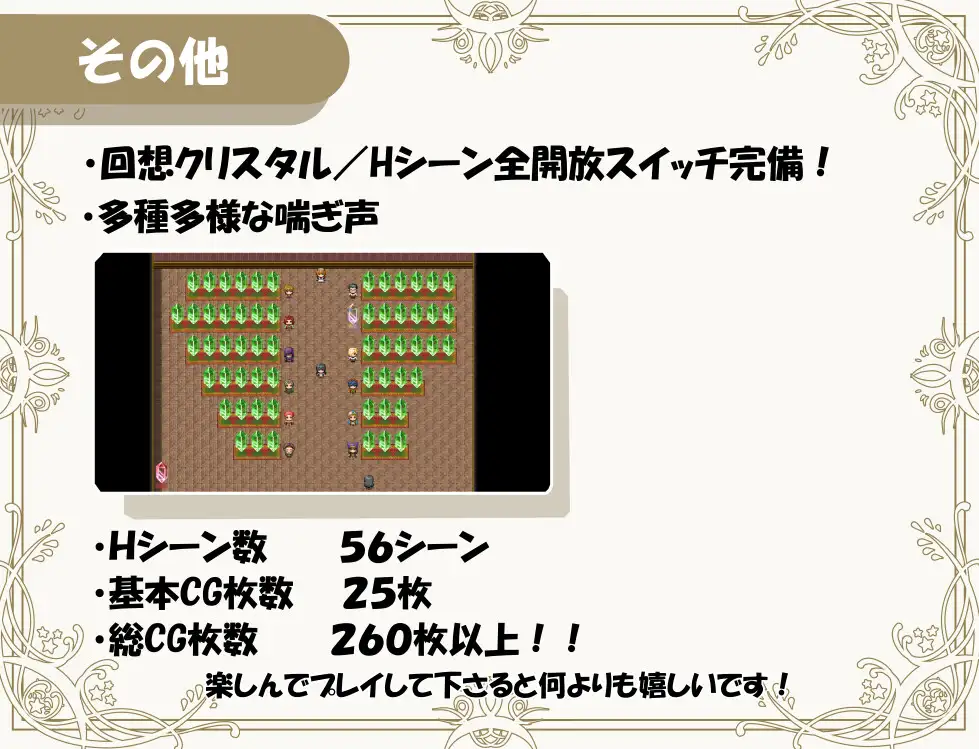 その他
・回想クリスタル／Hシーン全開放スイッチ完備！
・多種多様な喘ぎ声
・Hシーン数　56シーン
・基本CG枚数　25枚
・総CG枚数　260枚以上！！
楽しんでプレイして下さると何よりも嬉しいです！